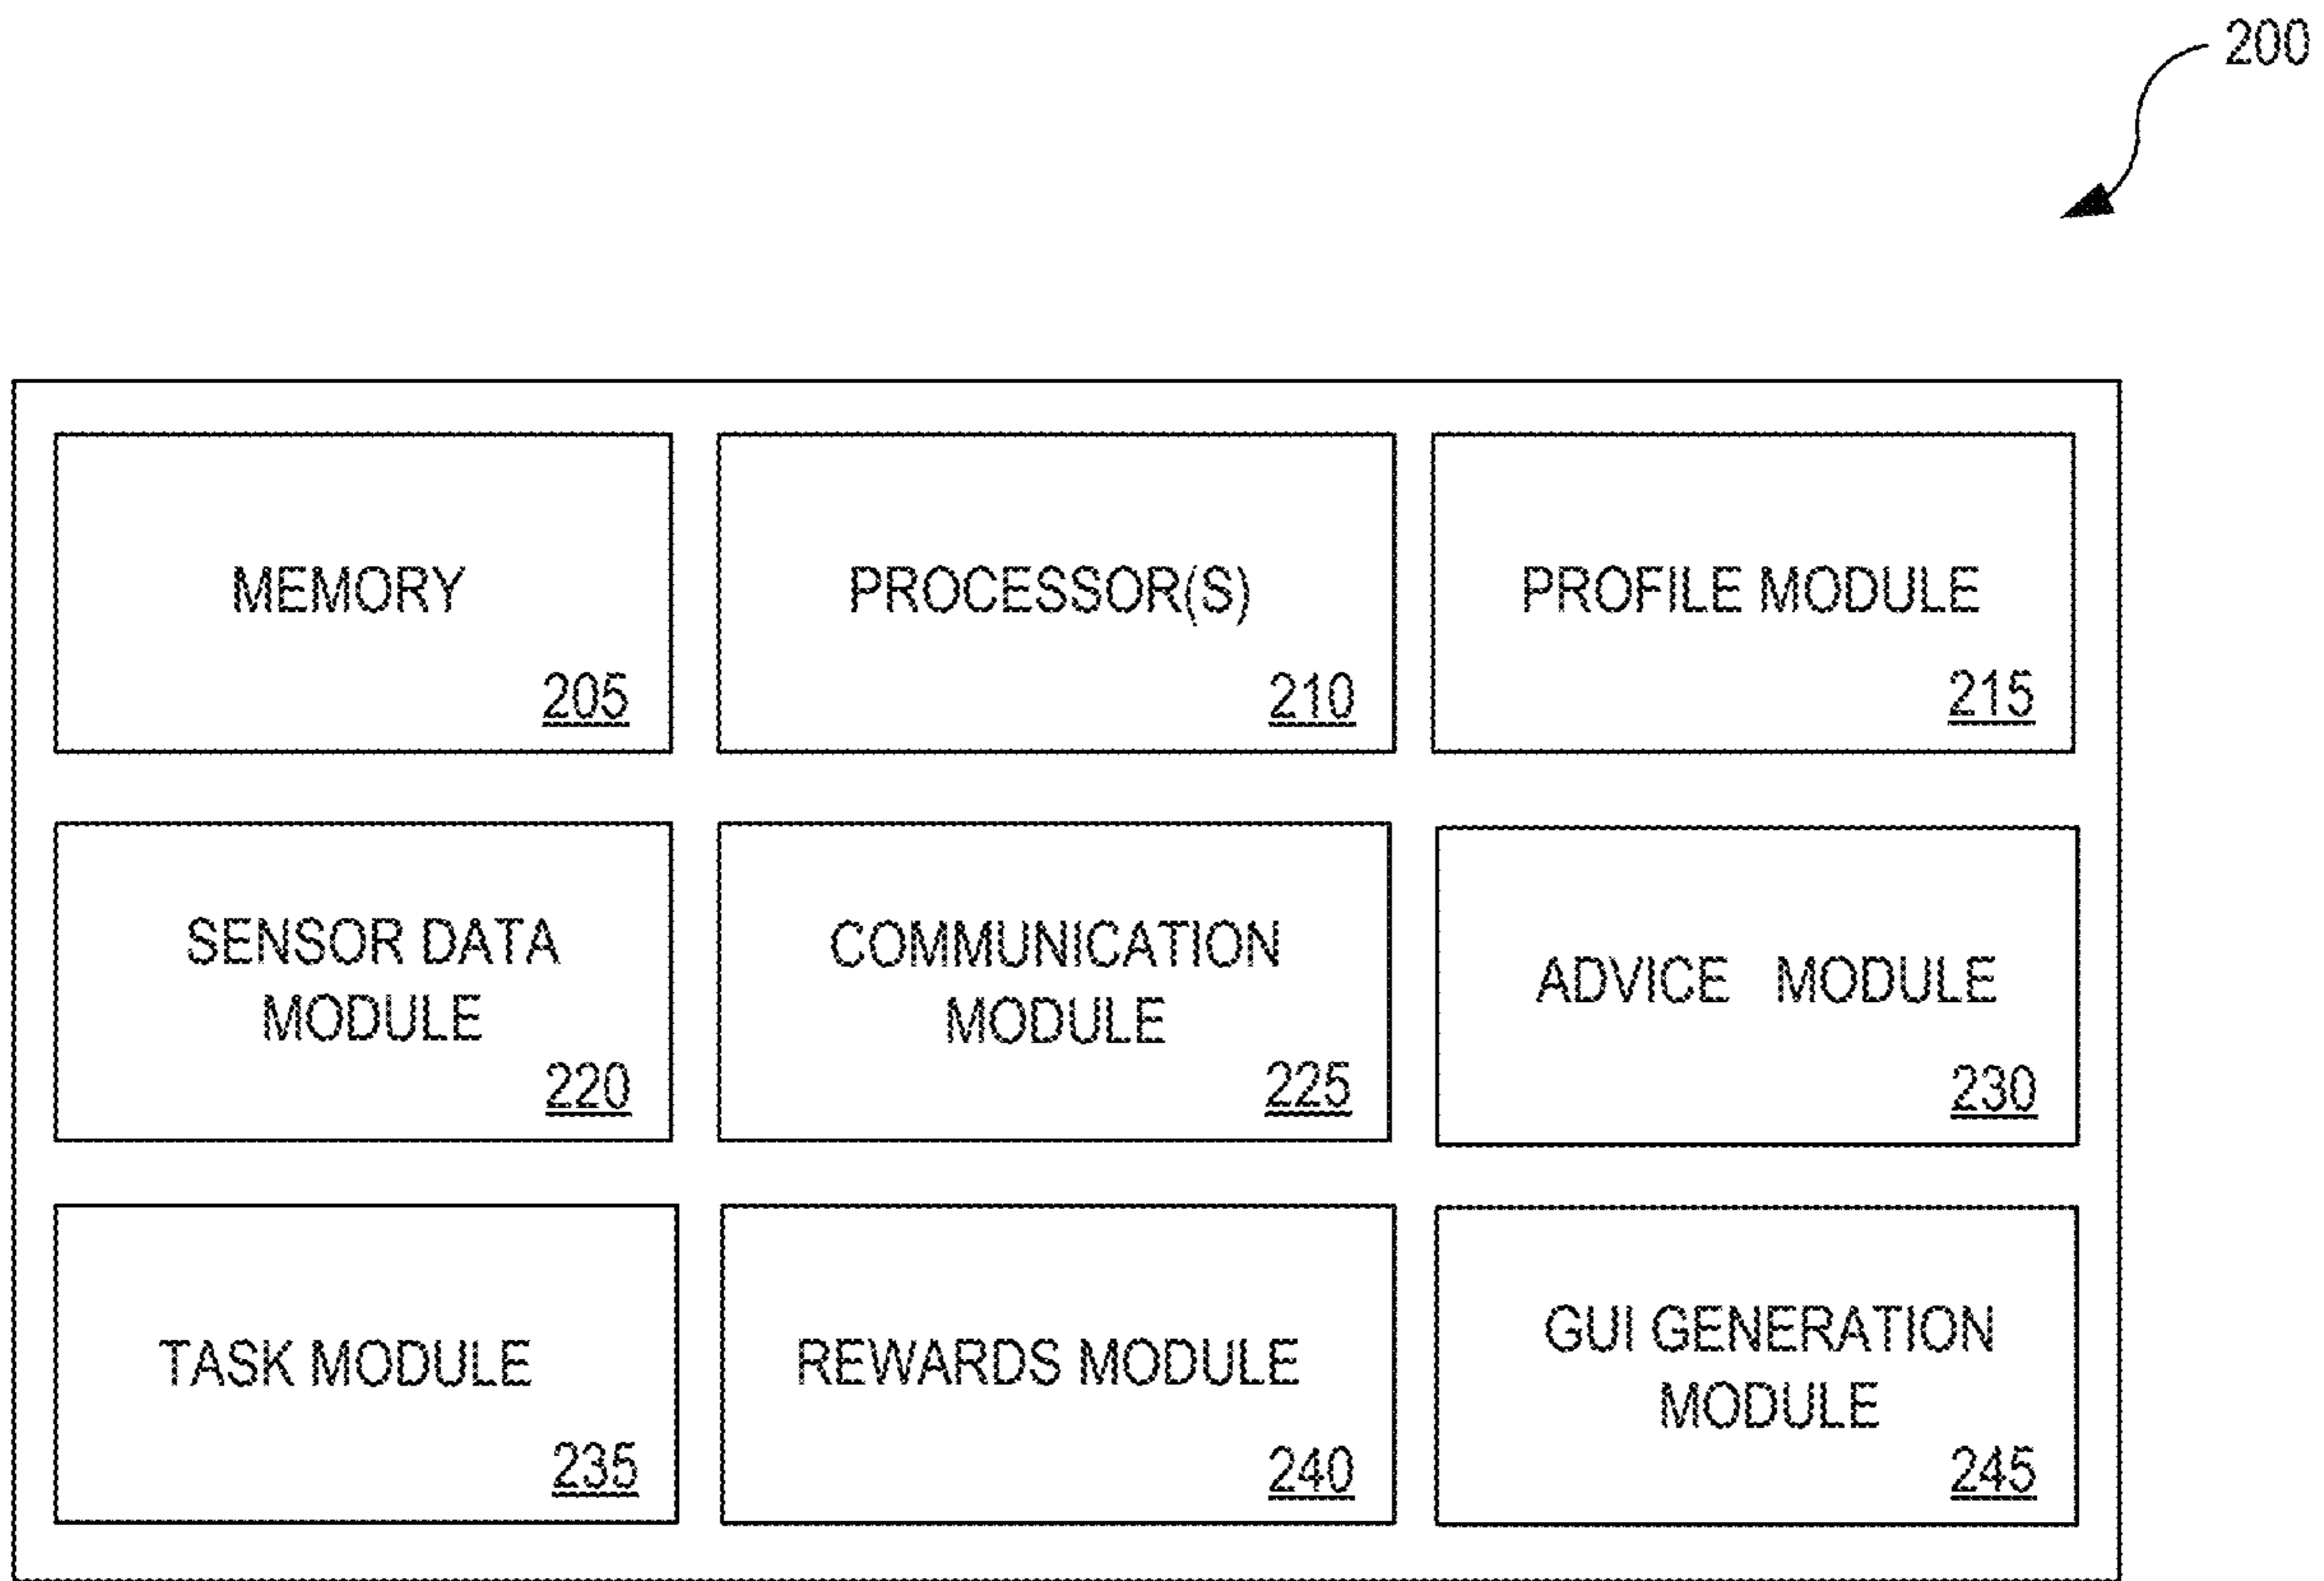 200
MEMORY
205
PROCESSOR(S)
210
PROFILE MODULE
215
SENSOR DATA
MODULE
220
COMMUNICATION
MODULE
225
ADVICE MODULE
230
TASK MODULE
235
REWARDS MODULE
240
GUI GENERATION
MODULE
245